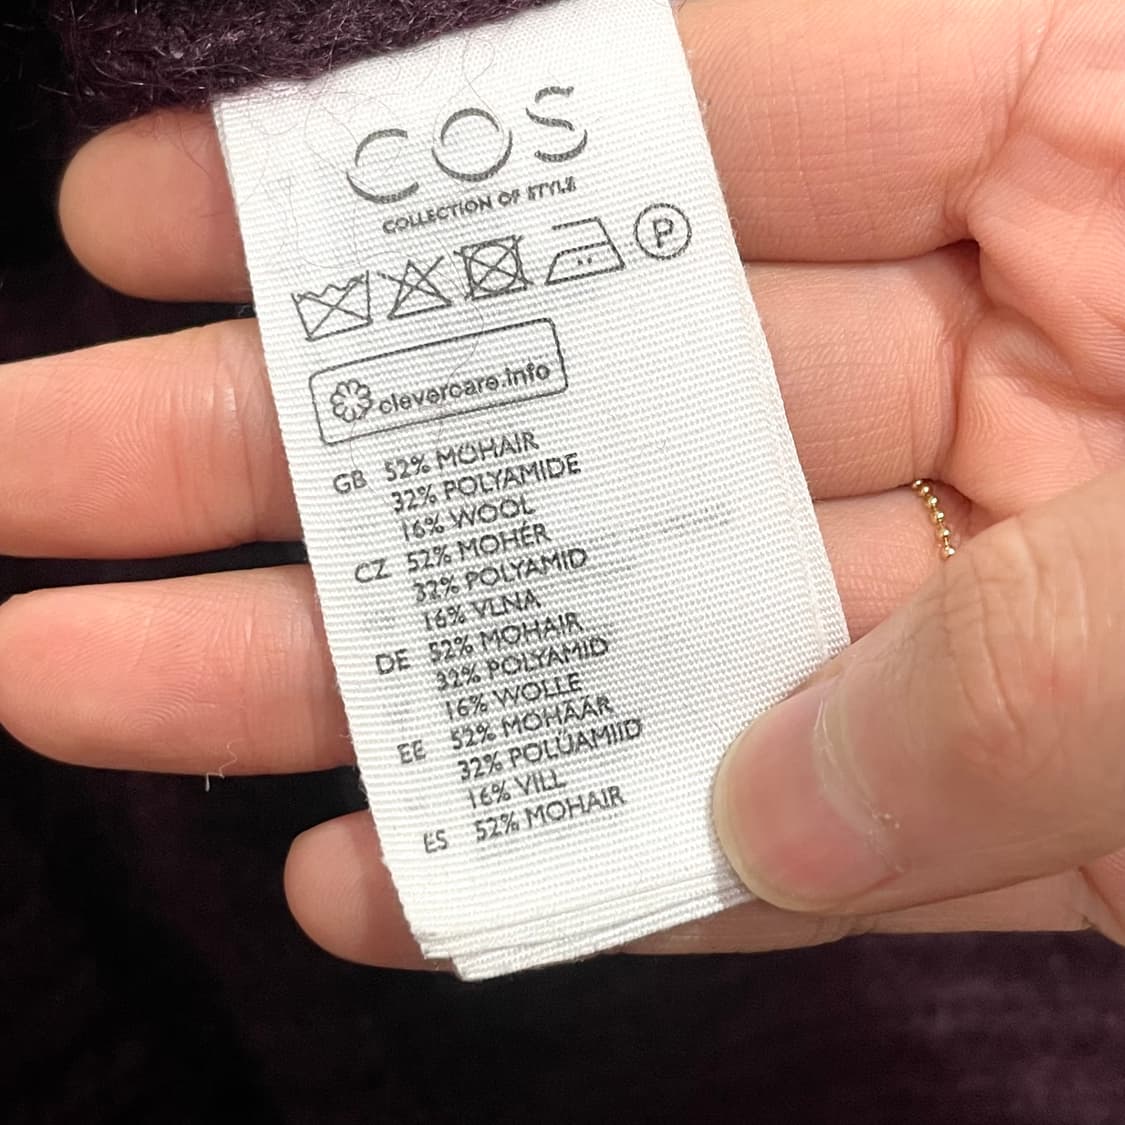 COS
COLLECTION OF STYLE
P
clevercare.info
GB 52% MOHAIR
32% POLYAMIDE
16% WOOL
CZ 52% MOHÉR
32% POLYAMID
16% VLNA
DE 52% MOHAIR
32% POLYAMID
16% WOLLE
EE 52% MOHÄÄR
32% POLÜAMIID
16% VILL
ES 52% MOHAIR